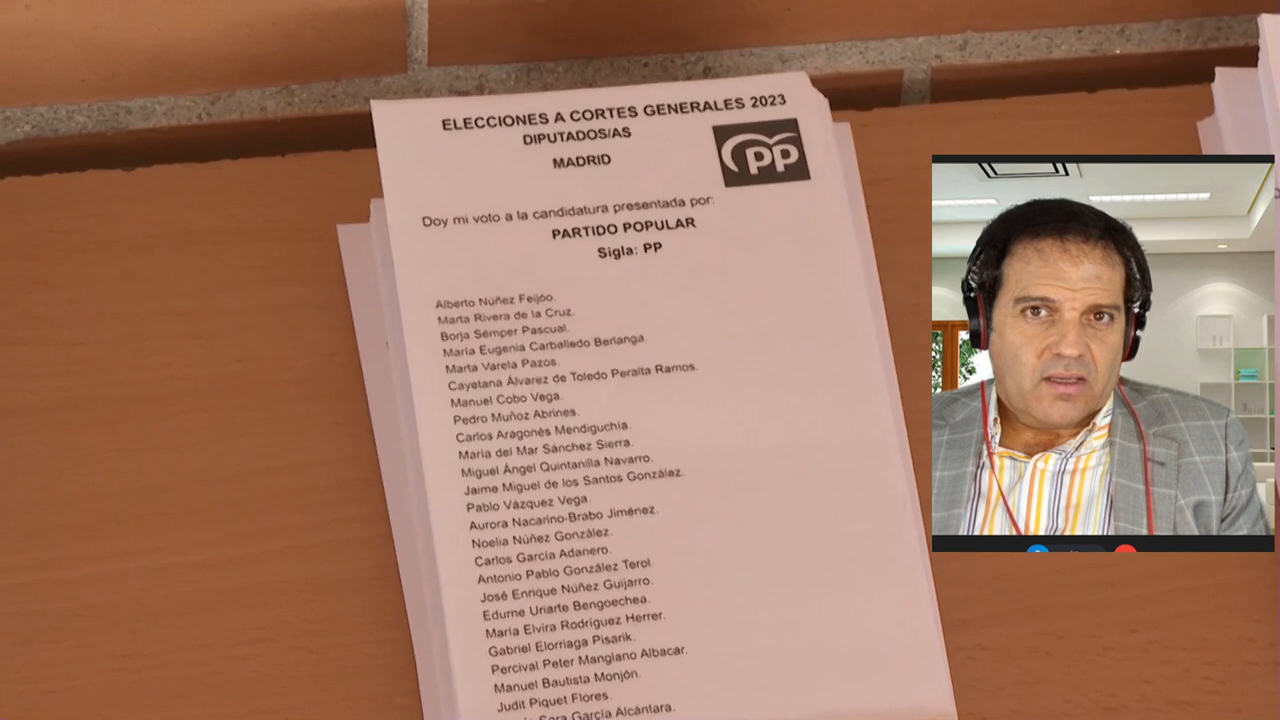 ELECCIONES A CORTES GENERALES 2023
DIPUTADOS/AS
MADRID
PP
Doy mi voto a la candidatura presentada por:
PARTIDO POPULAR
Sigla: PP
Alberto Núñez Feijóo.
Marta Rivera de la Cruz.
Borja Sémper Pascual.
María Eugenia Carballedo Berlanga.
Marta Varela Pazos.
Cayetana Álvarez de Toledo Peralta Ramos.
Manuel Cobo Vega.
Pedro Muñoz Abrines.
Carlos Aragonés Mendiguchía.
María del Mar Sánchez Sierra.
Miguel Ángel Quintanilla Navarro.
Jaime Miguel de los Santos González.
Pablo Vázquez Vega.
Aurora Nacarino-Brabo Jiménez.
Noelia Núñez González.
Carlos García Adanero.
Antonio Pablo González Terol
José Enrique Núñez Guijarro.
Edurne Uriarte Bengoechea.
María Elvira Rodríguez Herrer.
Gabriel Elorriaga Pisarik.
Percival Peter Manglano Albacar.
Manuel Bautista Monjón.
Judit Piquet Flores.
Sara García Alcántara.